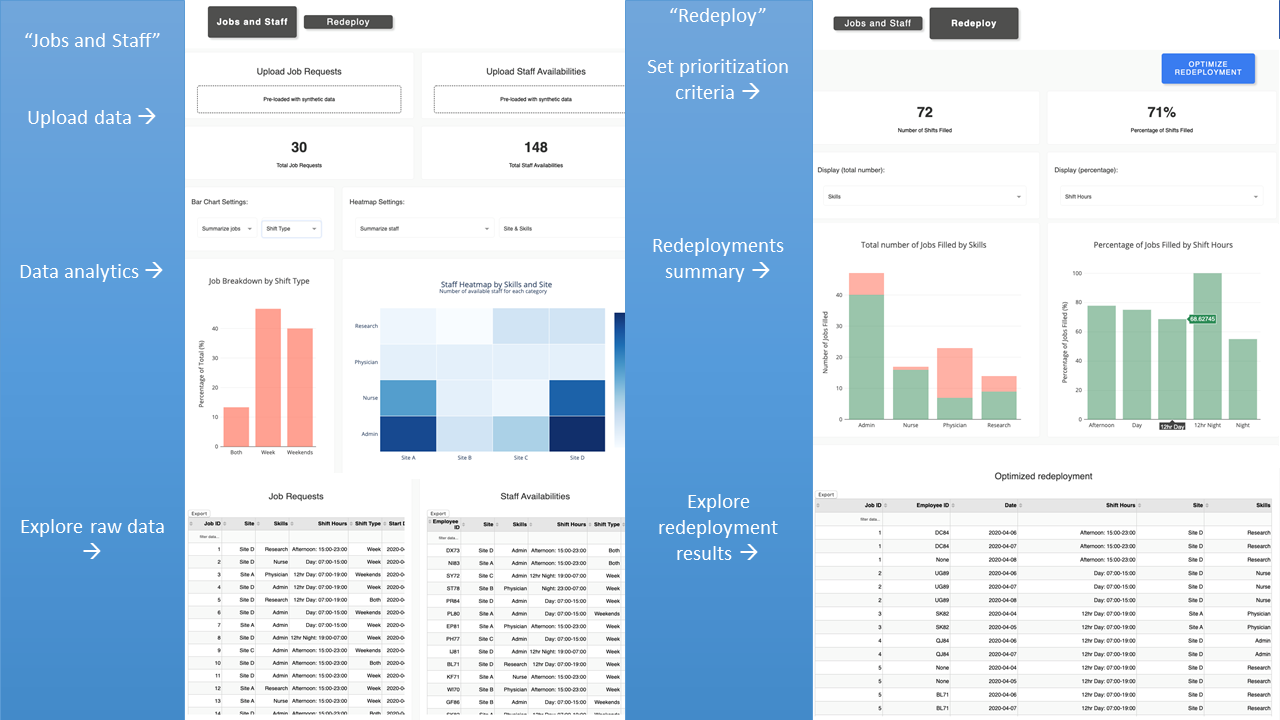 “Jobs and Staff”
Upload data →
Data analytics →
Explore raw data
→
Jobs and Staff
Redeploy
Upload Job Requests
Pre-loaded with synthetic data
Upload Staff Availabilities
Pre-loaded with synthetic data
30
Total Job Requests
148
Total Staff Availabilities
Bar Chart Settings:
Summarize jobs
Shift Type
Heatmap Settings:
Summarize staff
Site & Skills
Job Breakdown by Shift Type
Percentage of Total (%)
40
30
20
10
0
Both Week Weekends
Staff Heatmap by Skills and Site
Number of available staff for each category
Research
Physician
Nurse
Admin
Site A Site B Site C Site D
Job Requests
Export
Job ID Site Skills Shift Hours Shift Type Start D
filter data...
1 Site D Research Afternoon: 15:00-23:00 Week 2020-0
2 Site D Nurse Day: 07:00-15:00 Week 2020-0
3 Site A Physician 12hr Day: 07:00-19:00 Weekends 2020-0
4 Site D Admin 12hr Day: 07:00-19:00 Week 2020-0
5 Site D Research 12hr Day: 07:00-19:00 Both 2020-0
6 Site D Admin Day: 07:00-15:00 Weekends 2020-0
7 Site A Admin Day: 07:00-15:00 Week 2020-0
8 Site D Admin 12hr Night: 19:00-07:00 Week 2020-0
9 Site C Admin 12hr Day: 07:00-19:00 Weekends 2020-0
10 Site D Admin Afternoon: 15:00-23:00 Both 2020-0
11 Site D Admin Afternoon: 15:00-23:00 Week 2020-0
12 Site A Research Afternoon: 15:00-23:00 Week 2020-0
13 Site A Nurse Afternoon: 15:00-23:00 Week 2020-0
14 Site D Admin Afternoon: 15:00-23:00 Both 2020-0
Staff Availabilities
Export
Employee ID Site Skills Shift Hours Shift Type
filter data...
DX73 Site D Admin Afternoon: 15:00-23:00 Both
NI83 Site A Admin Afternoon: 15:00-23:00 Both
SY72 Site C Admin 12hr Night: 19:00-07:00 Week
ST78 Site B Physician Night: 23:00-07:00 Week
PR84 Site D Admin Day: 07:00-15:00 Week
PL80 Site A Admin Day: 07:00-15:00 Weekends
EP81 Site A Physician Afternoon: 15:00-23:00 Week
PH77 Site C Admin Day: 07:00-15:00 Week
IJ81 Site D Admin 12hr Night: 19:00-07:00 Week
BL71 Site D Research 12hr Day: 07:00-19:00 Week
KF71 Site A Nurse Afternoon: 15:00-23:00 Week
WI70 Site B Physician Afternoon: 15:00-23:00 Week
GF86 Site B Admin Afternoon: 15:00-23:00 Weekends
“Redeploy”
Set prioritization
criteria →
Redeployments
summary →
Explore
redeployment
results →
Jobs and Staff
Redeploy
OPTIMIZE
REDEPLOYMENT
72
Number of Shifts Filled
71%
Percentage of Shifts Filled
Display (total number):
Skills
Display (percentage):
Shift Hours
Total number of Jobs Filled by Skills
Number of Jobs Filled
40
30
20
10
0
Admin Nurse Physician Research
Percentage of Jobs Filled by Shift Hours
Percentage of Jobs Filled (%)
100
80
60
40
20
0
68.62745
Afternoon Day 12hr Day 12hr Night Night
Optimized redeployment
Export
Job ID Employee ID Date Shift Hours Site Skills
filter data...
1 DC84 2020-04-06 Afternoon: 15:00-23:00 Site D Research
1 DC84 2020-04-07 Afternoon: 15:00-23:00 Site D Research
1 None 2020-04-08 Afternoon: 15:00-23:00 Site D Research
2 UG89 2020-04-06 Day: 07:00-15:00 Site D Nurse
2 UG89 2020-04-07 Day: 07:00-15:00 Site D Nurse
2 UG89 2020-04-08 Day: 07:00-15:00 Site D Nurse
3 SK82 2020-04-04 12hr Day: 07:00-19:00 Site A Physician
3 SK82 2020-04-05 12hr Day: 07:00-19:00 Site A Physician
4 QJ84 2020-04-06 12hr Day: 07:00-19:00 Site D Admin
4 QJ84 2020-04-07 12hr Day: 07:00-19:00 Site D Admin
5 None 2020-04-04 12hr Day: 07:00-19:00 Site D Research
5 None 2020-04-05 12hr Day: 07:00-19:00 Site D Research
5 BL71 2020-04-06 12hr Day: 07:00-19:00 Site D Research
5 BL71 2020-04-07 12hr Day: 07:00-19:00 Site D Research